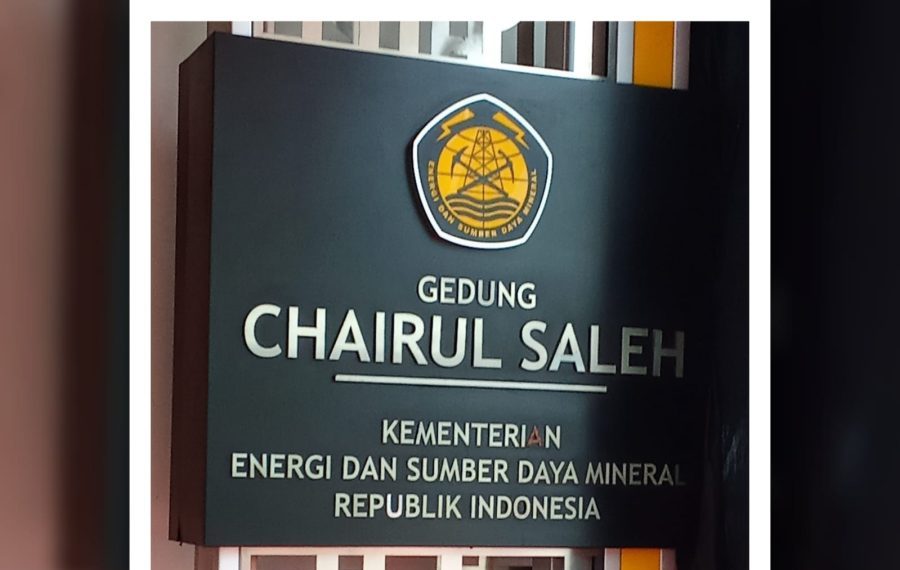 ENERGI DAN SUMBER DAYA MINERAL
GEDUNG
CHAIRUL SALEH
KEMENTERIAN
ENERGI DAN SUMBER DAYA MINERAL
REPUBLIK INDONESIA